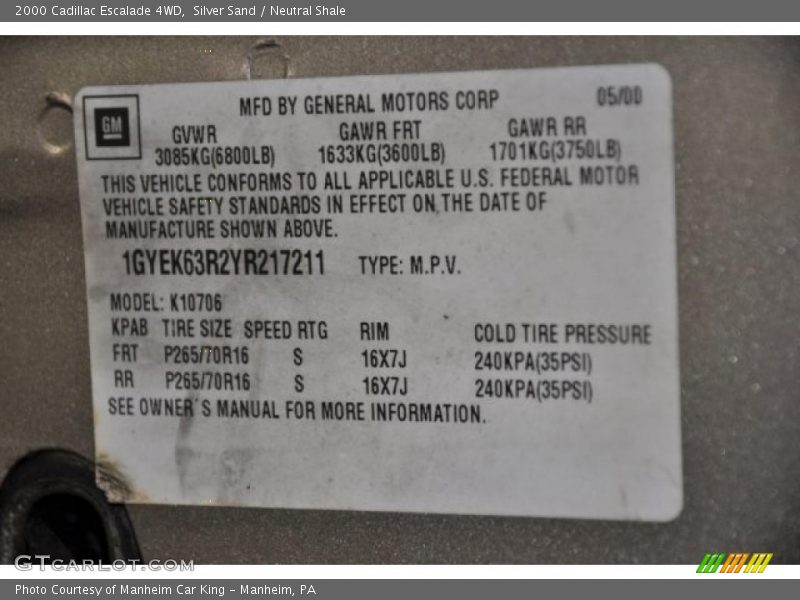 2000 Cadillac Escalade 4WD, Silver Sand / Neutral Shale
GM
MFD BY GENERAL MOTORS CORP 05/00
GVWR GAWR FRT GAWR RR
3085KG(6800LB) 1633KG(3600LB) 1701KG(3750LB)
THIS VEHICLE CONFORMS TO ALL APPLICABLE U.S. FEDERAL MOTOR
VEHICLE SAFETY STANDARDS IN EFFECT ON THE DATE OF
MANUFACTURE SHOWN ABOVE.
1GYEK63R2YR217211 TYPE: M.P.V.
MODEL: K10706
KPAB TIRE SIZE SPEED RTG RIM COLD TIRE PRESSURE
FRT P265/70R16 S 16X7J 240KPA(35PSI)
RR P265/70R16 S 16X7J 240KPA(35PSI)
SEE OWNER'S MANUAL FOR MORE INFORMATION.
GTCARLOT.COM
Photo Courtesy of Manheim Car King - Manheim, PA